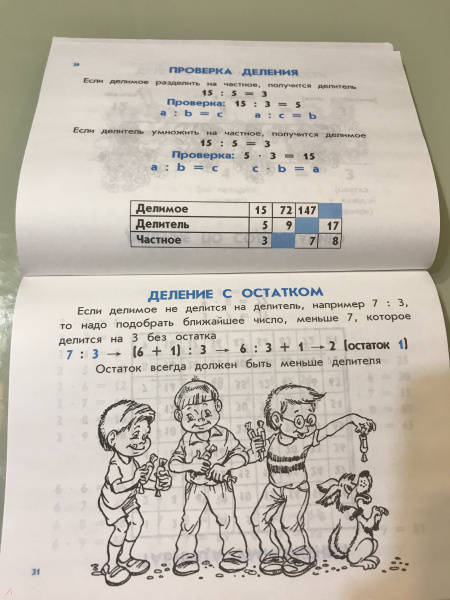 ПРОВЕРКА ДЕЛЕНИЯ
Если делимое разделить на частное, получится делитель
15 : 5 = 3
Проверка: 15 : 3 = 5
a : b = c a : c = b
Если делитель умножить на частное, получится делимое
15 : 5 = 3
Проверка: 5 · 3 = 15
a : b = c c · b = a
Делимое 15 72 147
Делитель 5 9 17
Частное 3 7 8
ДЕЛЕНИЕ С ОСТАТКОМ
Если делимое не делится на делитель, например 7 : 3,
то надо подобрать ближайшее число, меньше 7, которое
делится на 3 без остатка
7 : 3 → (6 + 1) : 3 → 6 : 3 + 1 → 2 (остаток 1)
Остаток всегда должен быть меньше делителя
31